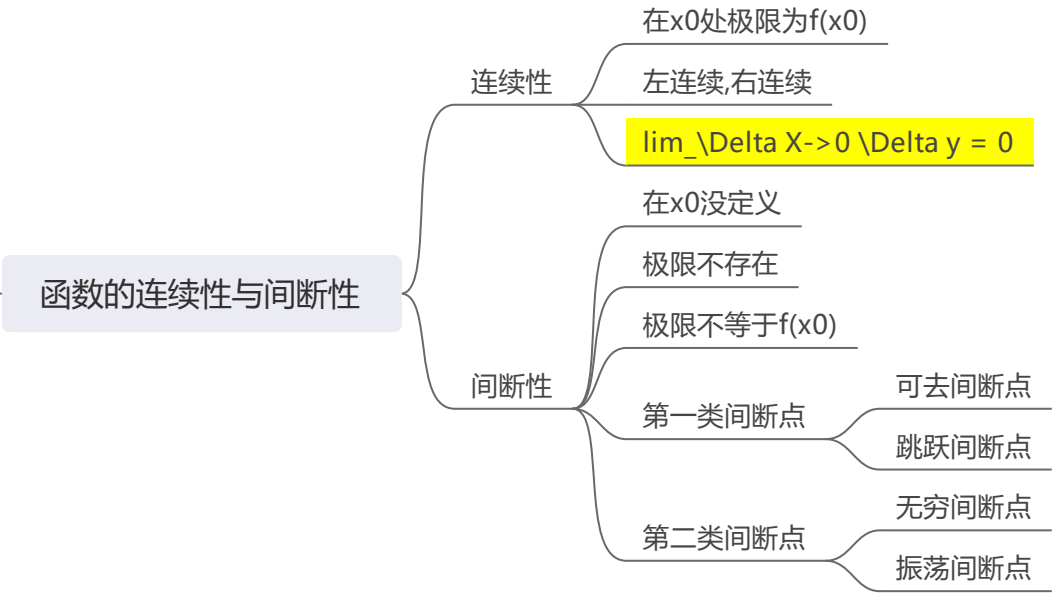 函数的连续性与间断性
连续性
在x0处极限为f(x0)
左连续,右连续
lim_\Delta X->0 \Delta y = 0
间断性
在x0没定义
极限不存在
极限不等于f(x0)
第一类间断点
可去间断点
跳跃间断点
第二类间断点
无穷间断点
振荡间断点